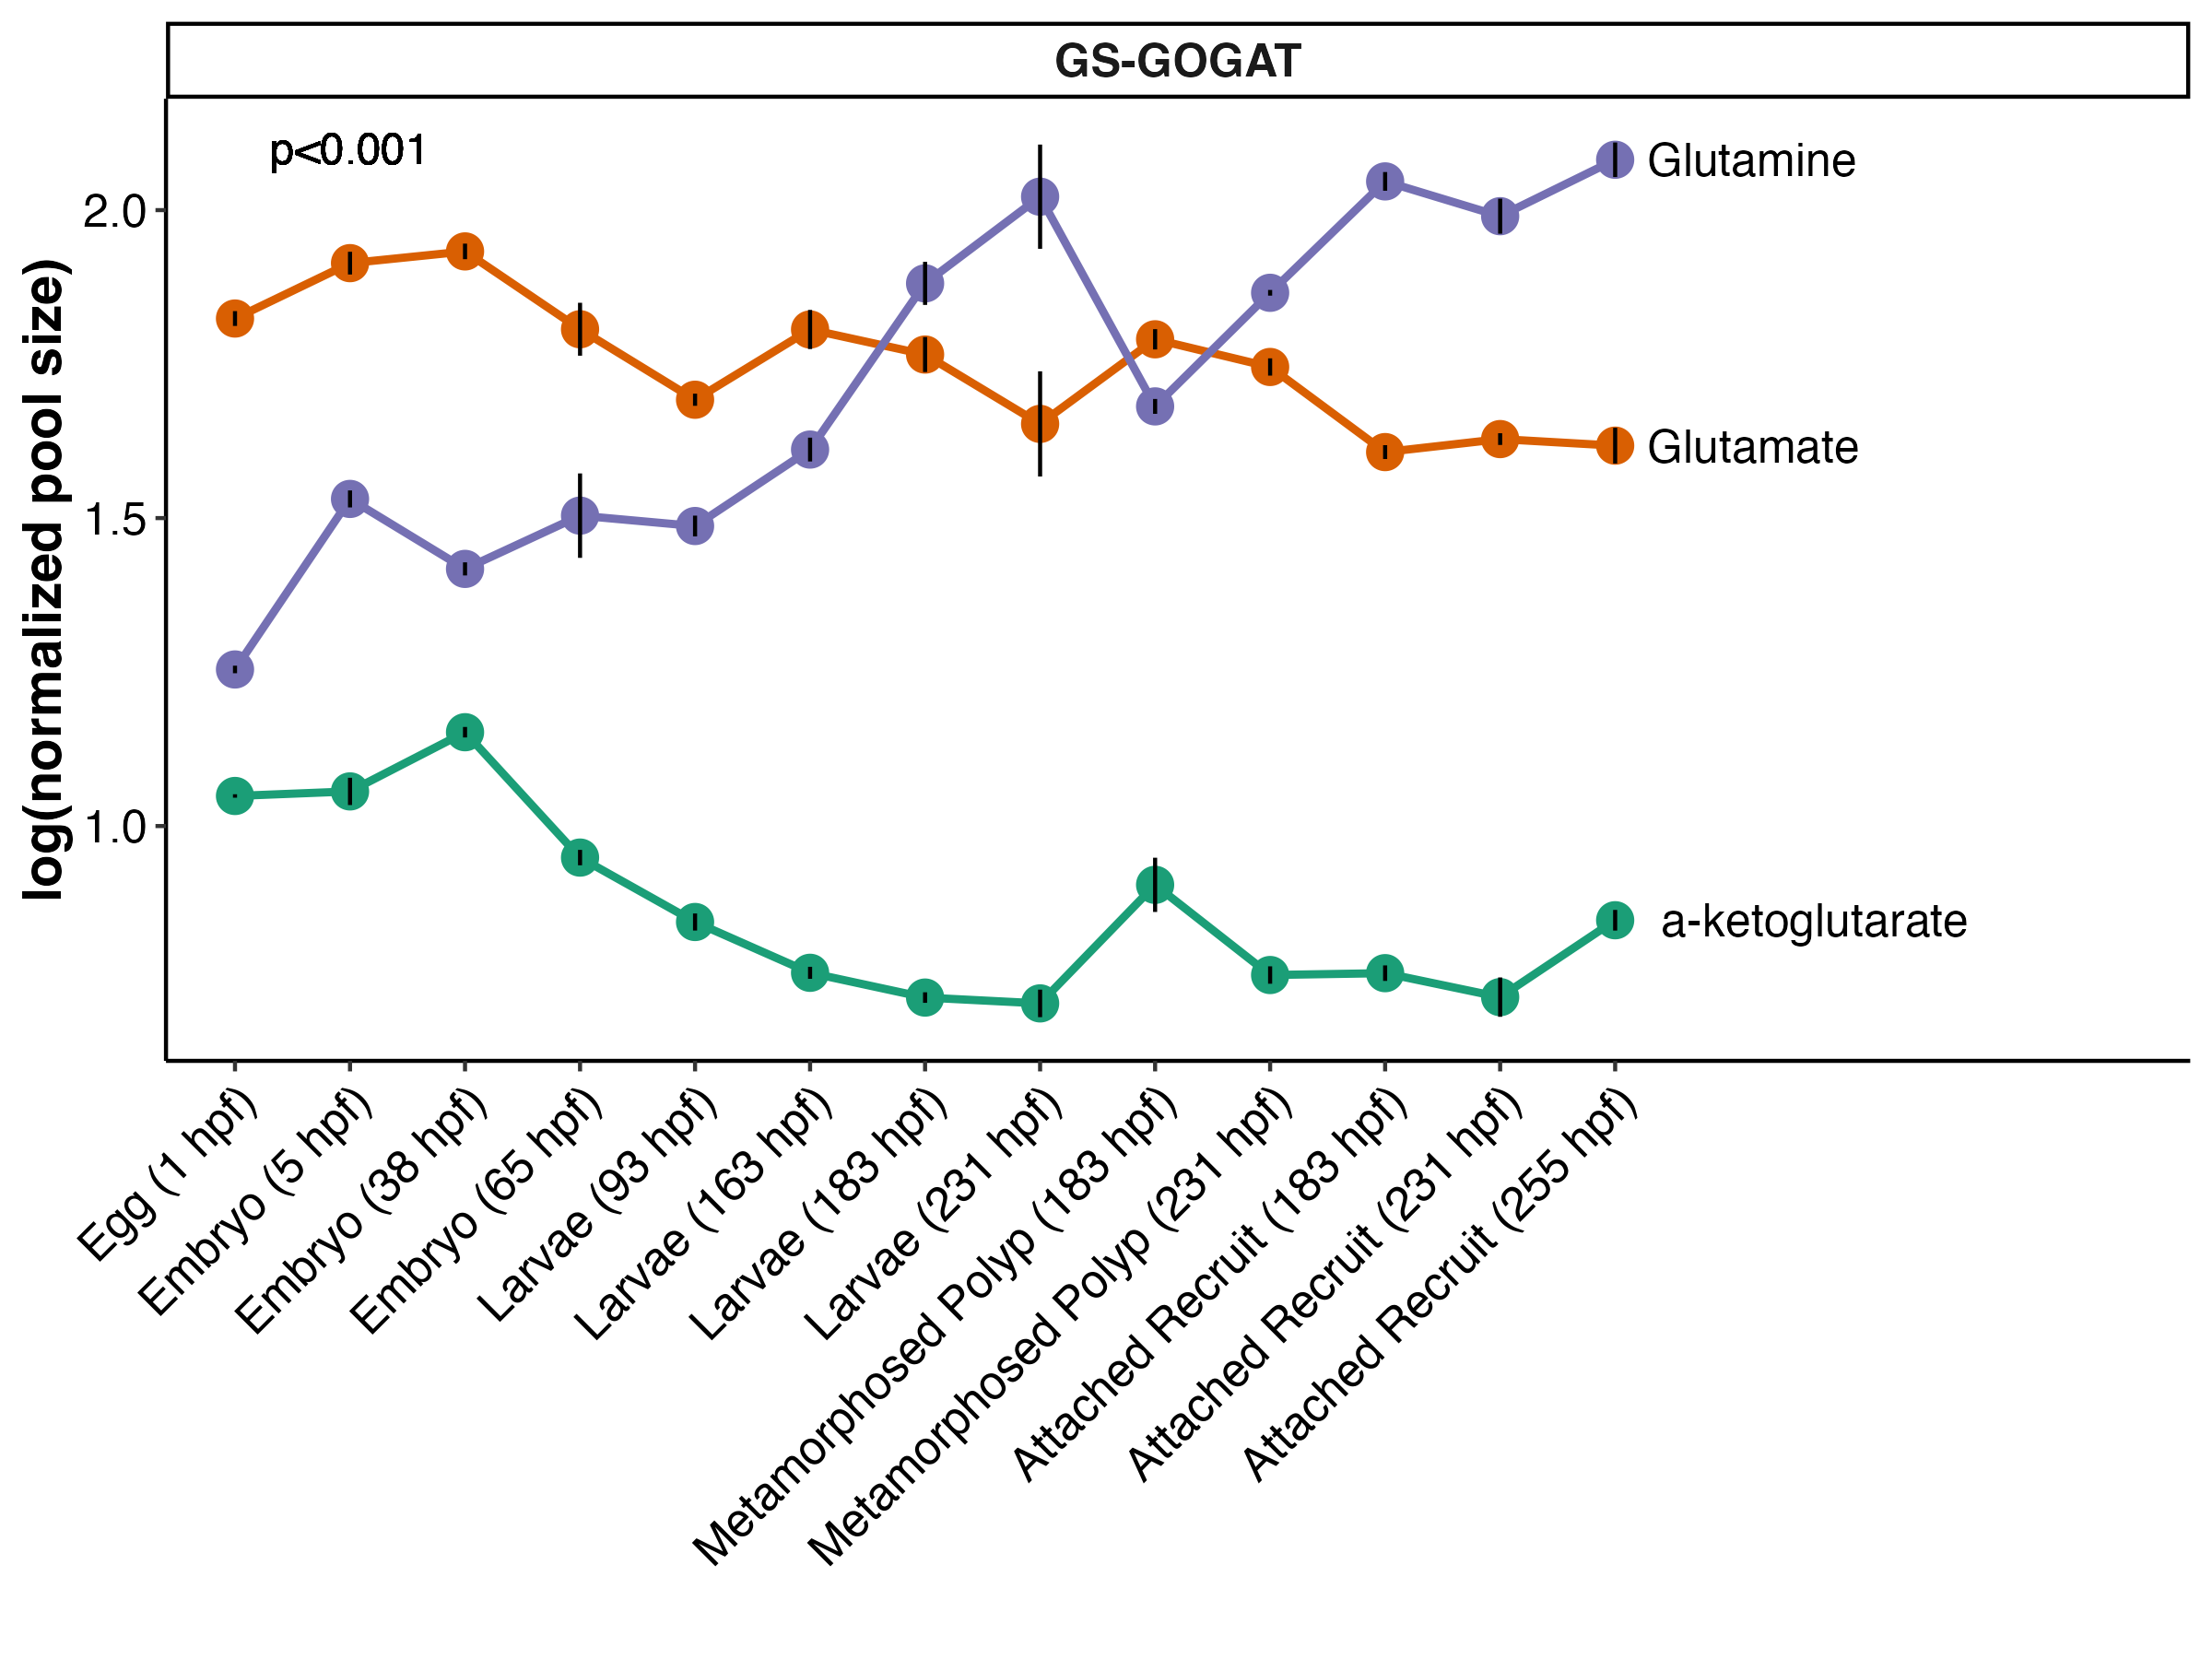 GS-GOGAT
p<0.001
log(normalized pool size)
2.0
1.5
1.0
Glutamine
Glutamate
a-ketoglutarate
Egg (1 hpf)
Embryo (5 hpf)
Embryo (38 hpf)
Embryo (65 hpf)
Larvae (93 hpf)
Larvae (163 hpf)
Larvae (183 hpf)
Larvae (231 hpf)
Metamorphosed Polyp (183 hpf)
Metamorphosed Polyp (231 hpf)
Attached Recruit (183 hpf)
Attached Recruit (231 hpf)
Attached Recruit (255 hpf)